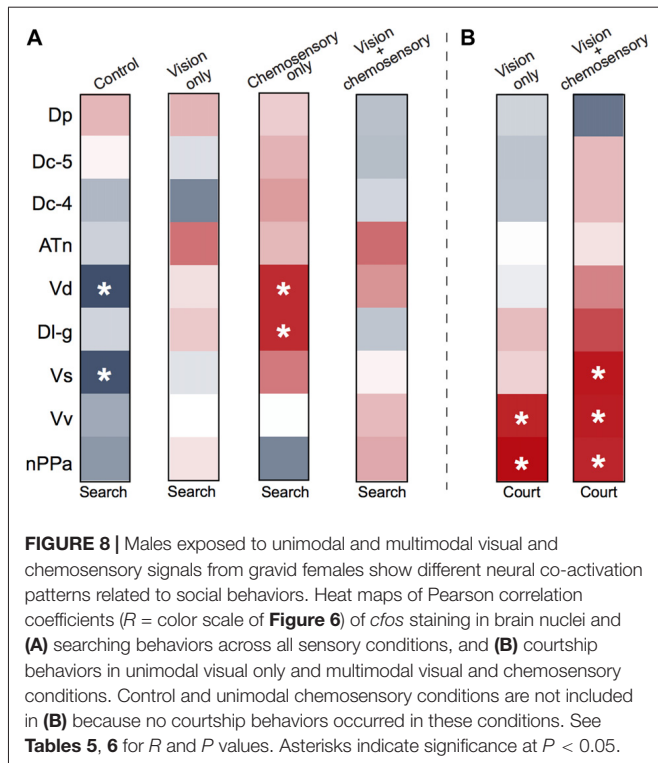 A
B
Control
Vision only
Chemosensory only
Vision + chemosensory
Vision only
Vision + chemosensory
Dp
Dc-5
Dc-4
ATn
Vd
* *
Dl-g
*
Vs
* *
Vv
* *
nPPa
* *
Search Search Search Search Court Court
FIGURE 8 | Males exposed to unimodal and multimodal visual and
chemosensory signals from gravid females show different neural co-activation
patterns related to social behaviors. Heat maps of Pearson correlation
coefficients (R = color scale of Figure 6) of cfos staining in brain nuclei and
(A) searching behaviors across all sensory conditions, and (B) courtship
behaviors in unimodal visual only and multimodal visual and chemosensory
conditions. Control and unimodal chemosensory conditions are not included
in (B) because no courtship behaviors occurred in these conditions. See
Tables 5, 6 for R and P values. Asterisks indicate significance at P < 0.05.